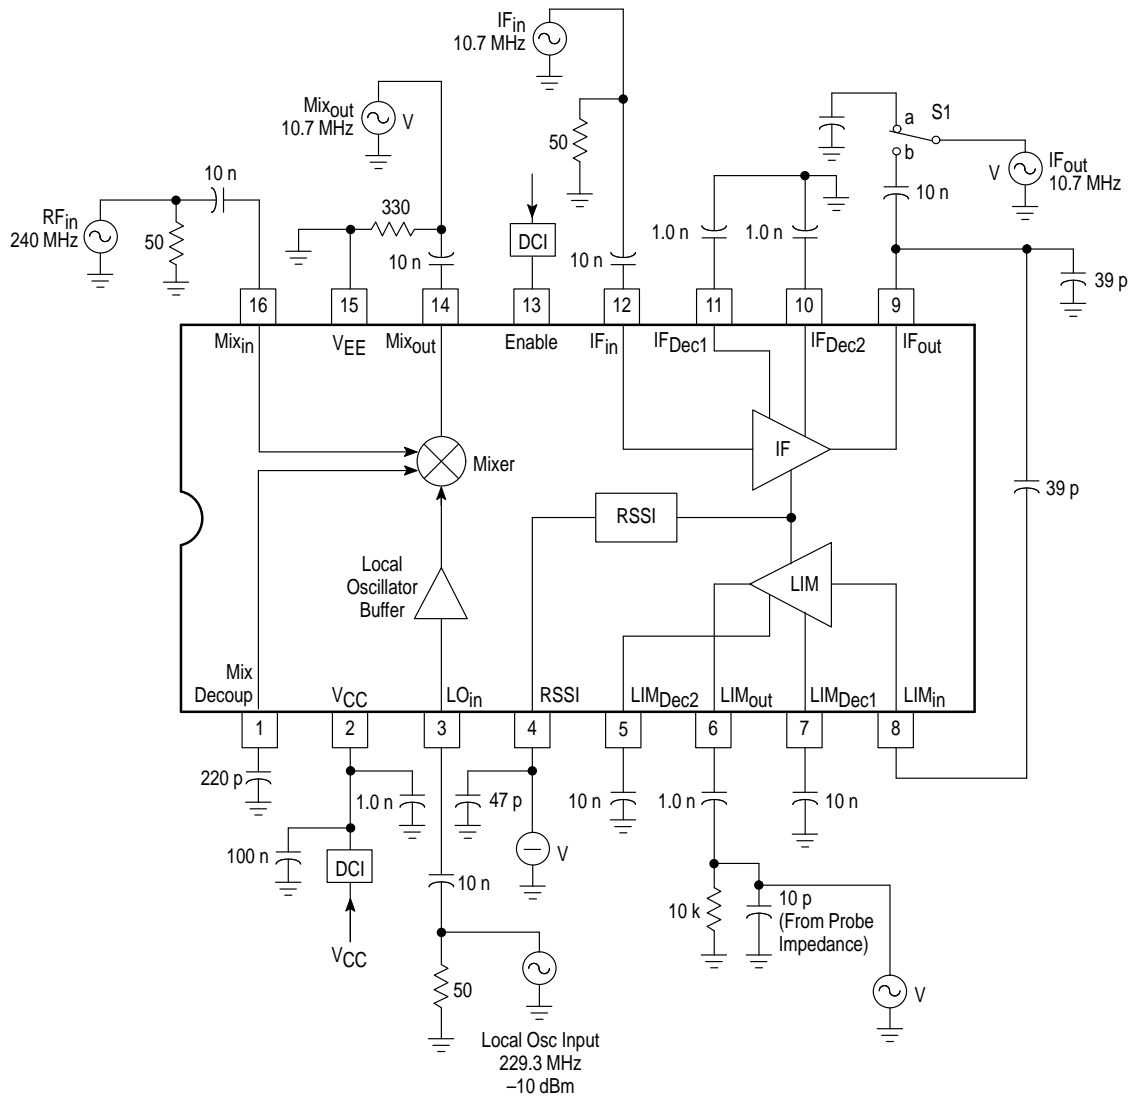 IFin
10.7 MHz
Mixout
10.7 MHz
V
50
a
S1
b
V
IFout
10.7 MHz
10 n
10 n
RFin
240 MHz
50
330
10 n
DCI
10 n
1.0 n
1.0 n
39 p
16
15
14
13
12
11
10
9
Mixin
VEE
Mixout
Enable
IFin
IFDec1
IFDec2
IFout
IF
Mixer
39 p
RSSI
Local
Oscillator
Buffer
LIM
Mix
Decoup
VCC
LOin
RSSI
LIMDec2
LIMout
LIMDec1
LIMin
1
2
3
4
5
6
7
8
220 p
1.0 n
47 p
10 n
1.0 n
10 n
100 n
DCI
10 n
V
10 k
10 p
(From Probe
Impedance)
VCC
50
V
Local Osc Input
229.3 MHz
–10 dBm